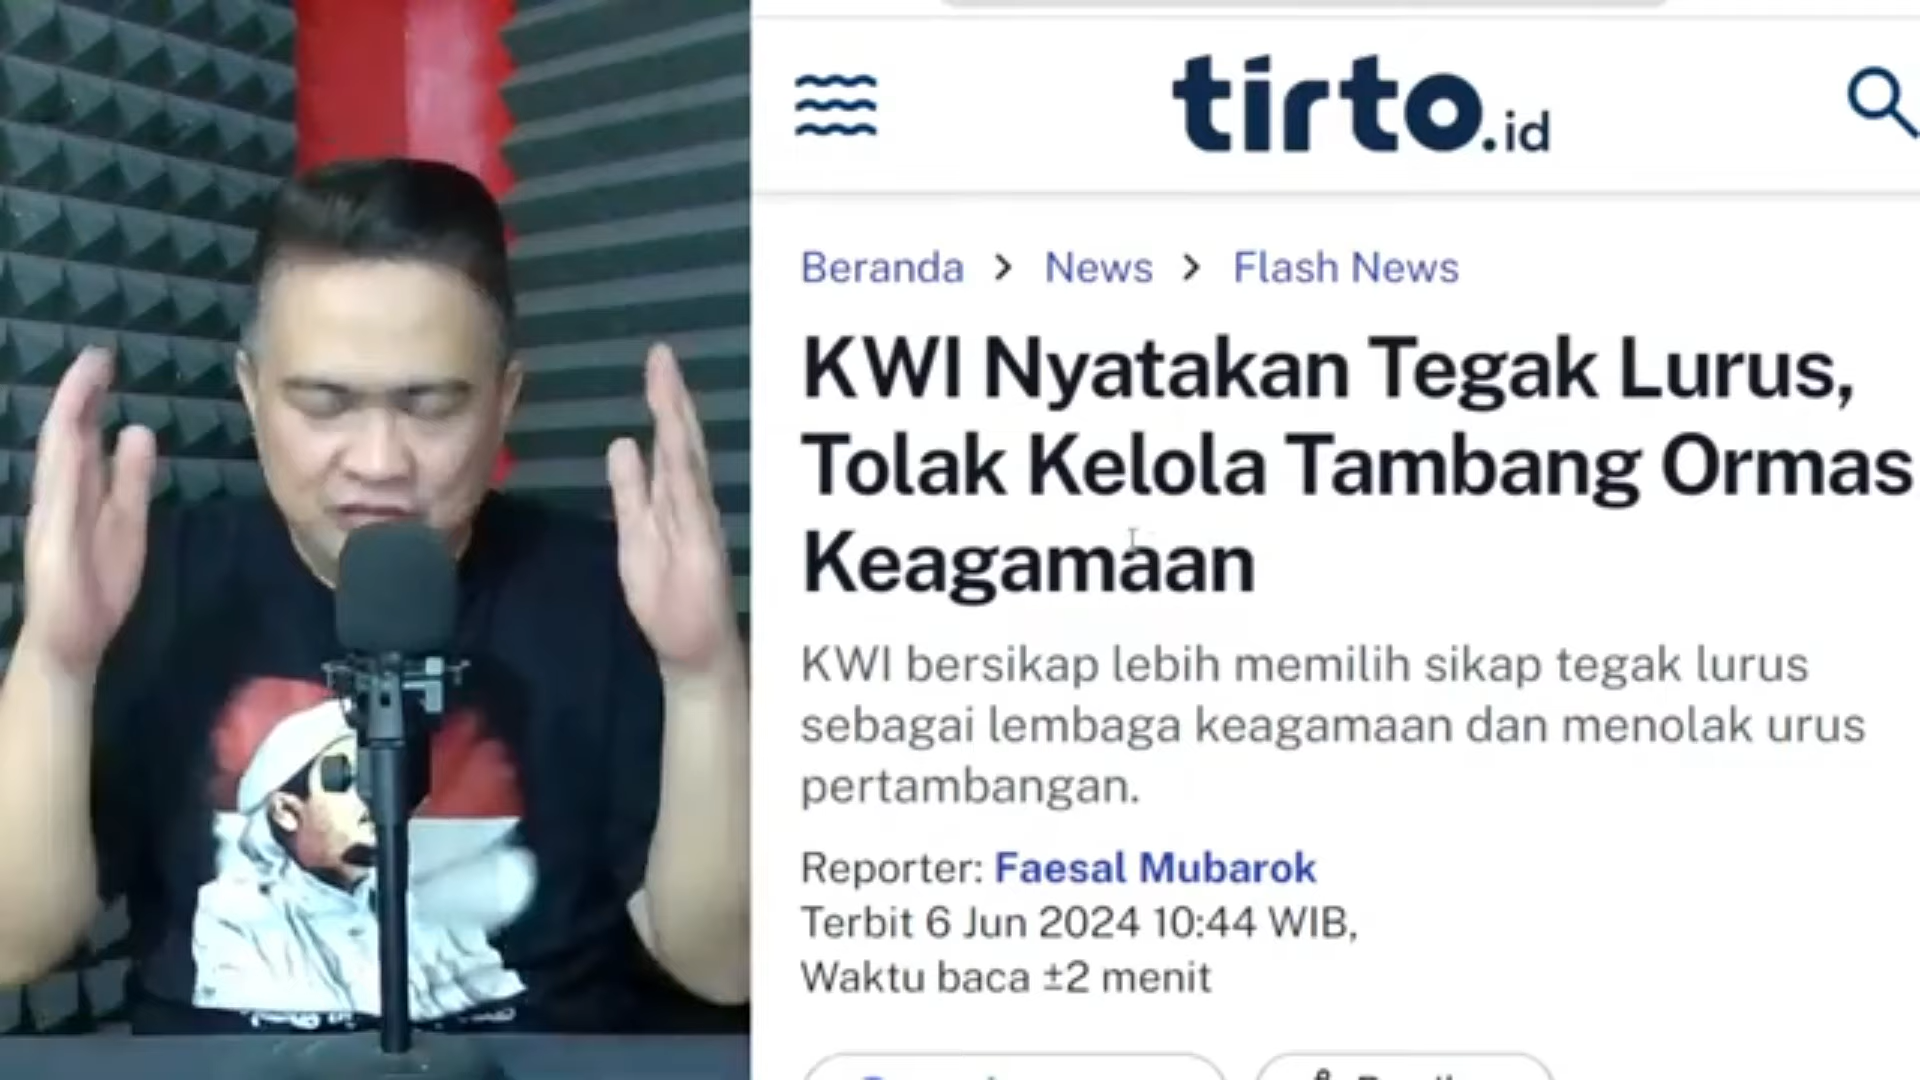 tirto.id
Beranda > News > Flash News
KWI Nyatakan Tegak Lurus,
Tolak Kelola Tambang Ormas
Keagamaan
KWI bersikap lebih memilih sikap tegak lurus
sebagai lembaga keagamaan dan menolak urus
pertambangan.
Reporter: Faesal Mubarok
Terbit 6 Jun 2024 10:44 WIB,
Waktu baca ±2 menit